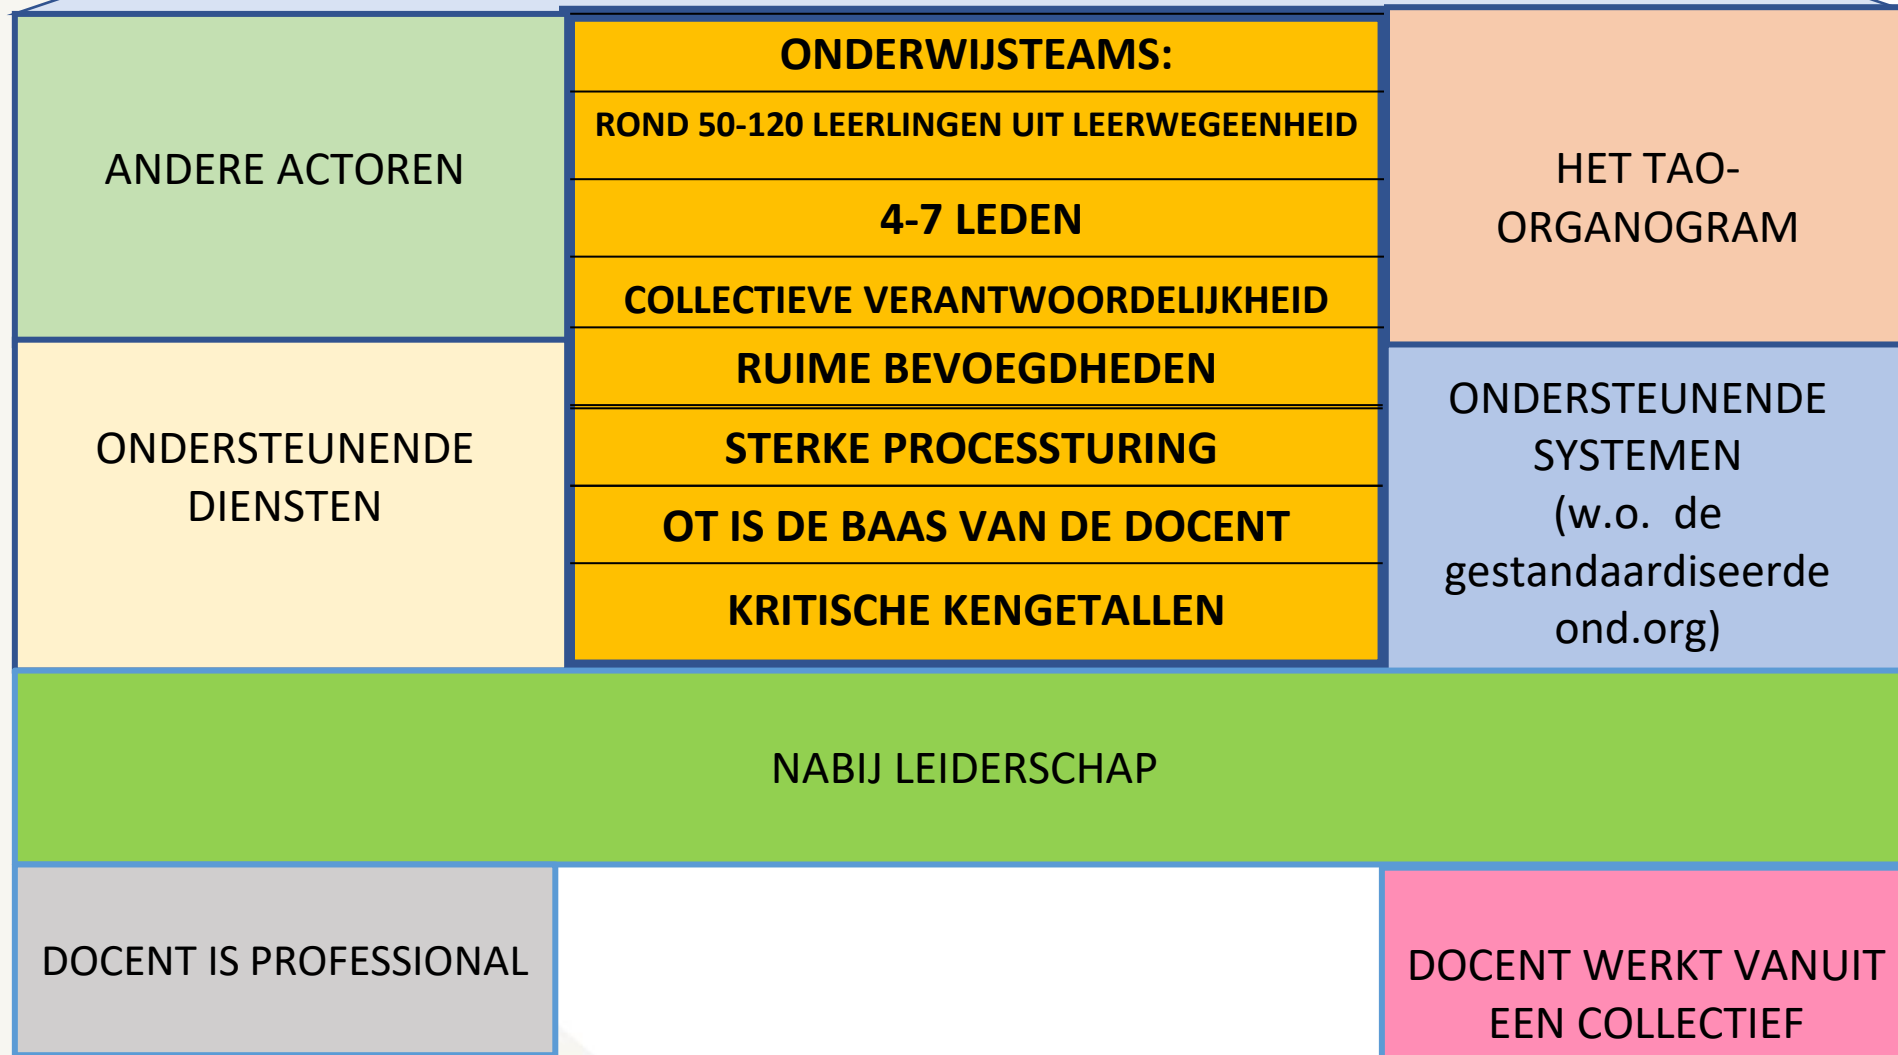 ANDERE ACTOREN
ONDERSTEUNENDE
DIENSTEN
ONDERWIJSTEAMS:
ROND 50-120 LEERLINGEN UIT LEERWEGEENHEID
4-7 LEDEN
COLLECTIEVE VERANTWOORDELIJKHEID
RUIME BEVOEGDHEDEN
STERKE PROCESSTURING
OT IS DE BAAS VAN DE DOCENT
KRITISCHE KENGETALLEN
HET TAO-
ORGANOGRAM
ONDERSTEUNENDE
SYSTEMEN
(w.o. de
gestandaardiseerde
ond.org)
NABIJ LEIDERSCHAP
DOCENT IS PROFESSIONAL
DOCENT WERKT VANUIT
EEN COLLECTIEF